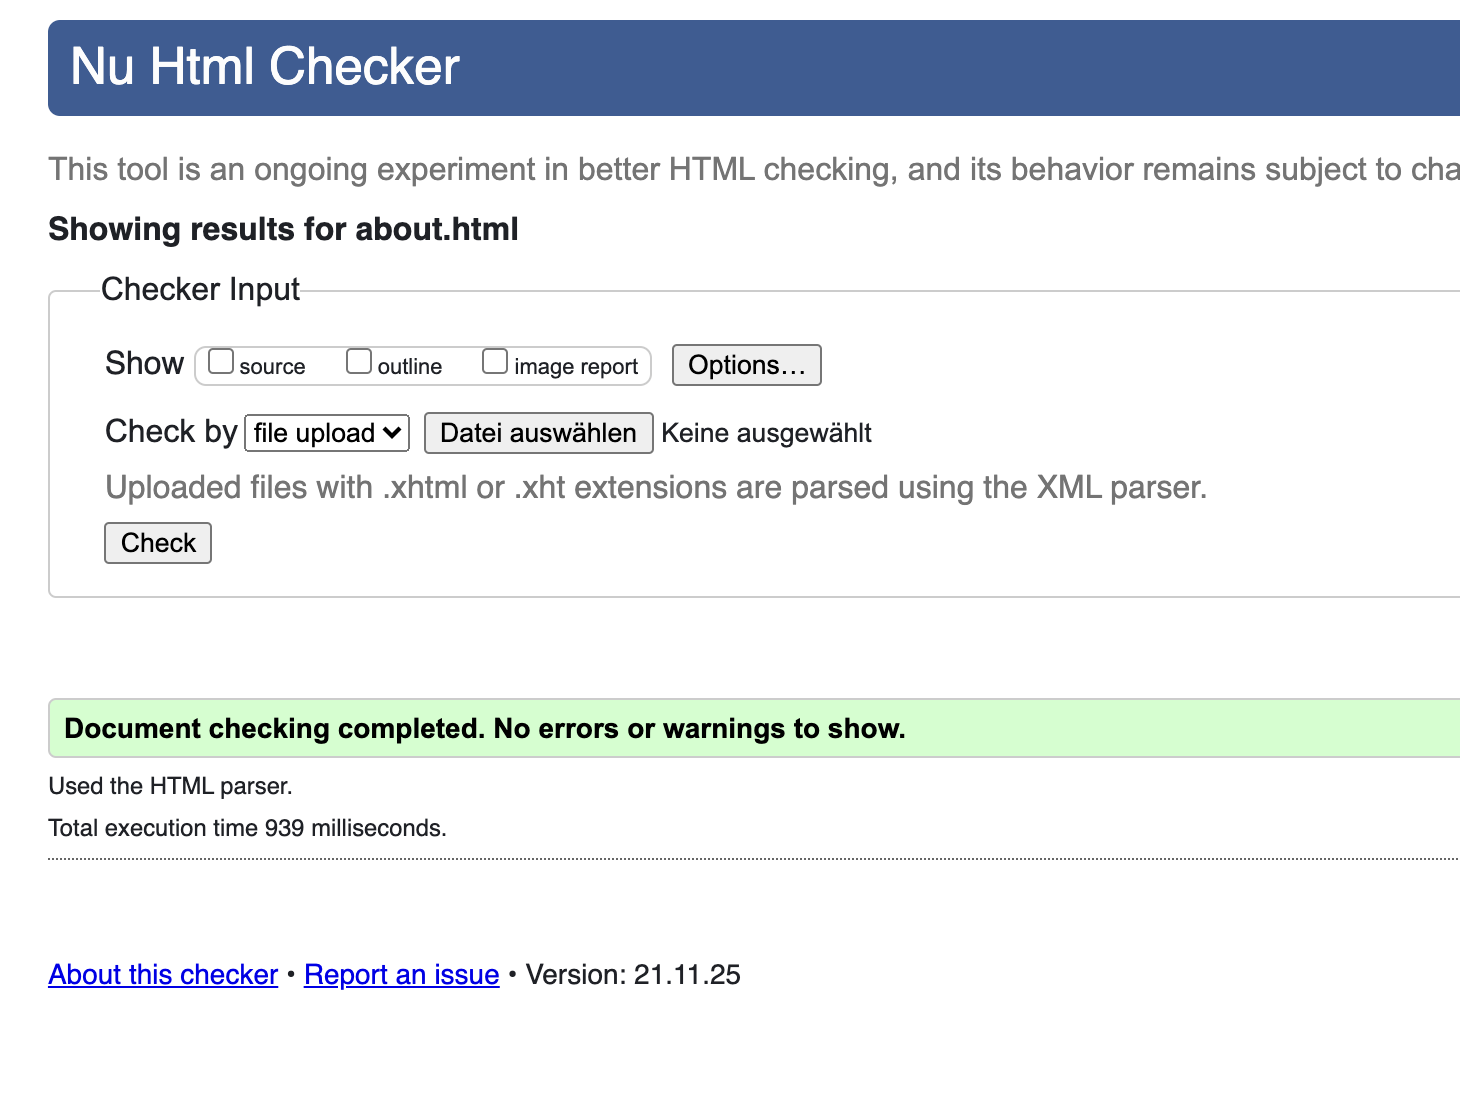 Nu Html Checker
This tool is an ongoing experiment in better HTML checking, and its behavior remains subject to cha
Showing results for about.html
Checker Input
Show source outline image report Options…
Check by file upload Datei auswählen Keine ausgewählt
Uploaded files with .xhtml or .xht extensions are parsed using the XML parser.
Check
Document checking completed. No errors or warnings to show.
Used the HTML parser.
Total execution time 939 milliseconds.
About this checker • Report an issue • Version: 21.11.25